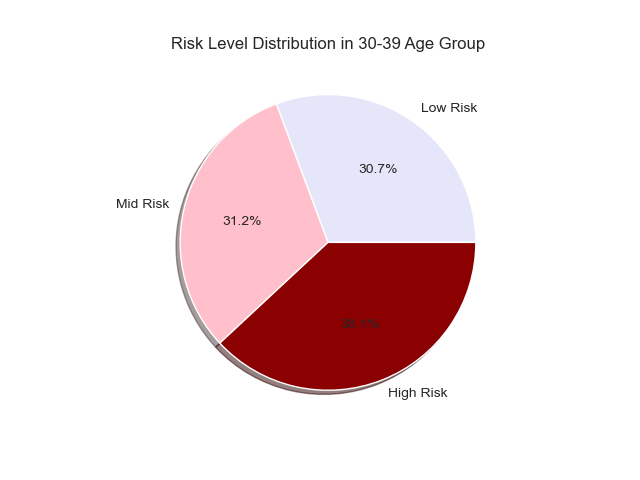 Risk Level Distribution in 30-39 Age Group
Low Risk
30.7%
Mid Risk
31.2%
High Risk